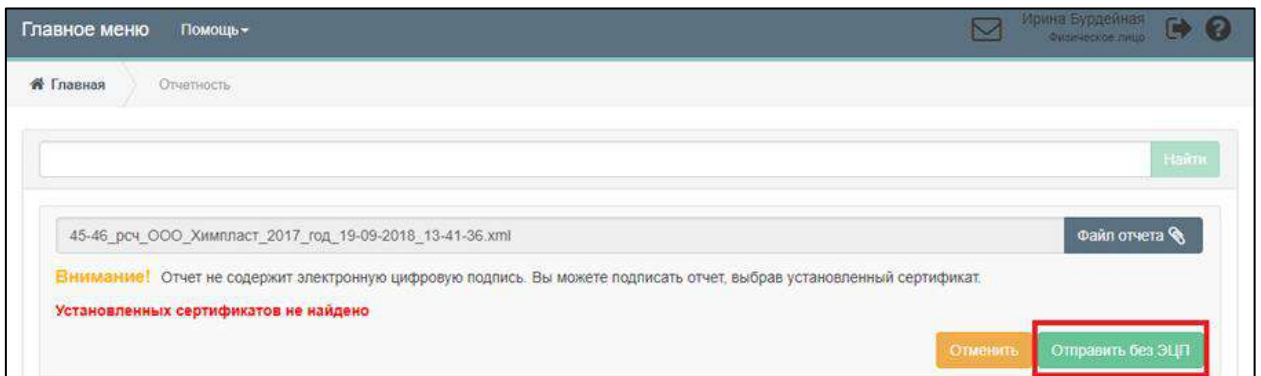 Главное меню Помощь
Ирина Бурдейная
Физическое лицо
Главная Отчетность
Найти
45-46_рсч_ООО_Химпласт_2017_год_19-09-2018_13-41-36.xml Файл отчета
Внимание! Отчет не содержит электронную цифровую подпись. Вы можете подписать отчет, выбрав установленный сертификат.
Установленных сертификатов не найдено
Отменить Отправить без ЭЦП